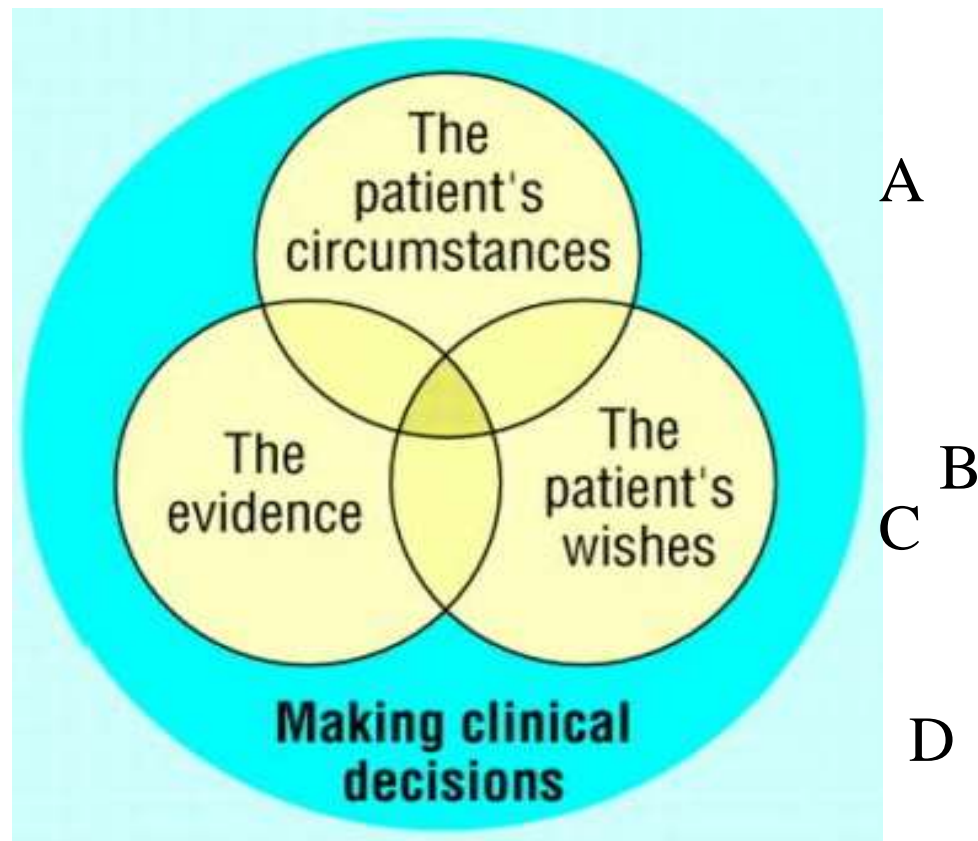 The
patient's
circumstances
A
The
evidence
The
patient's
wishes
B
C
Making clinical
decisions
D